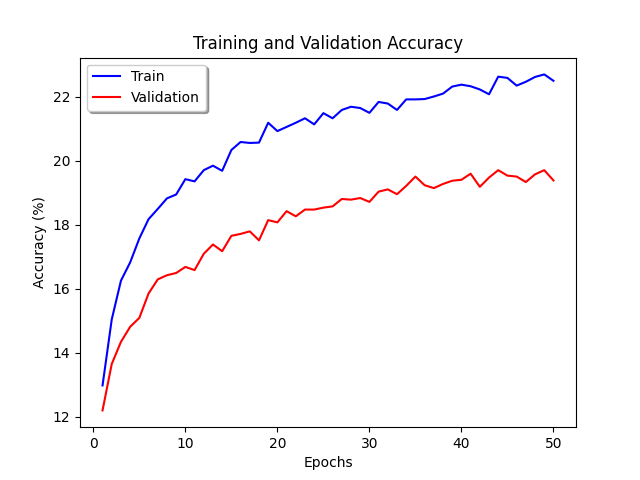 Training and Validation Accuracy
Train
Validation
Accuracy (%)
22
20
18
16
14
12
0 10 20 30 40 50
Epochs